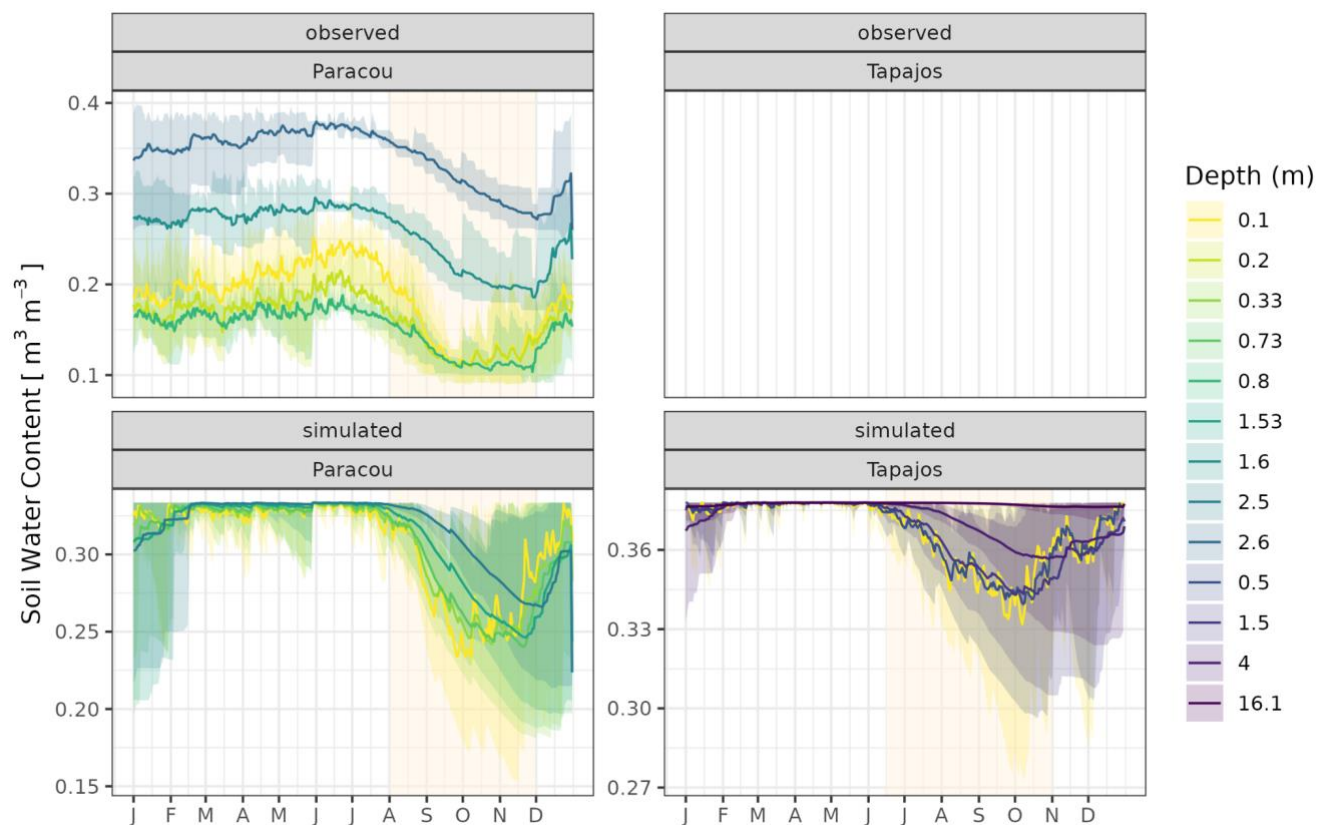 observed
Paracou
observed
Tapajos
0.4
0.3
0.2
0.1
simulated
Paracou
simulated
Tapajos
0.30
0.25
0.20
0.15
0.36
0.33
0.30
0.27
J F M A M J J A S O N D
J F M A M J J A S O N D
Soil Water Content [ m³ m⁻³ ]
Depth (m)
0.1
0.2
0.33
0.73
0.8
1.53
1.6
2.5
2.6
0.5
1.5
4
16.1